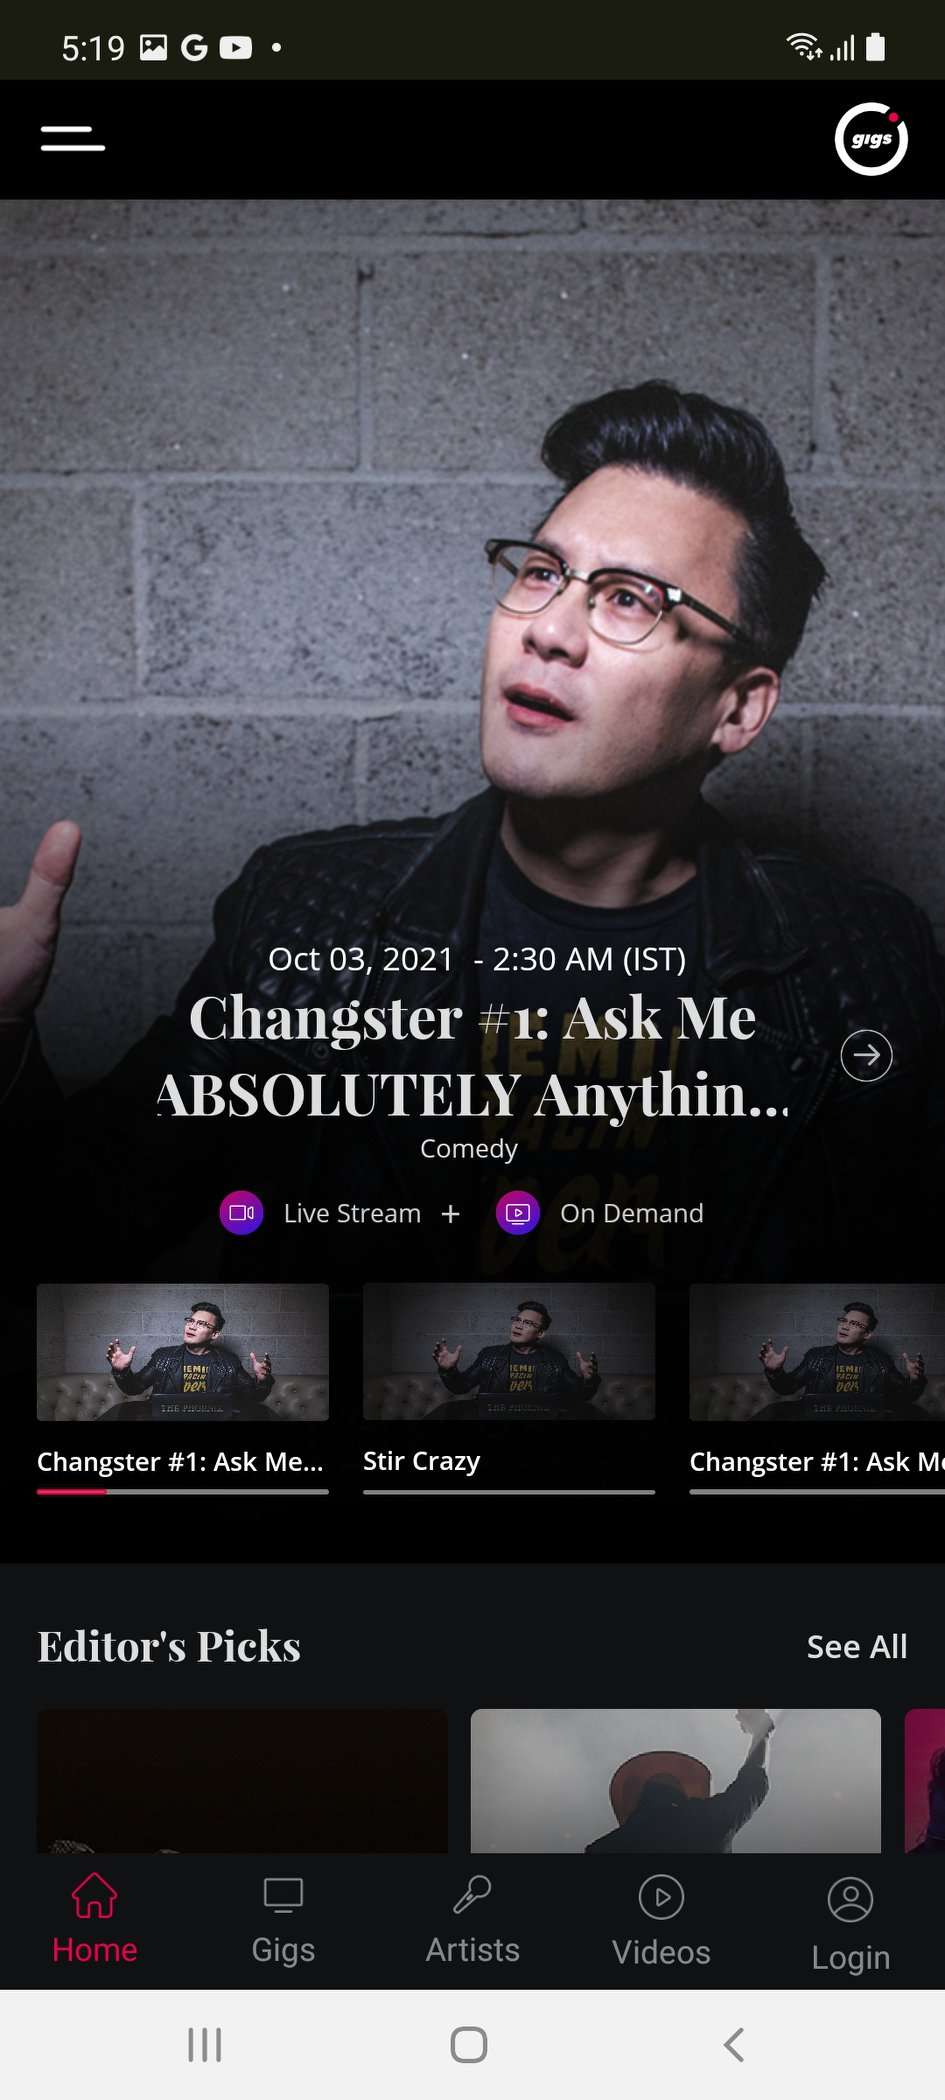 5:19
gigs
Oct 03, 2021 - 2:30 AM (IST)
Changster #1: Ask Me
ABSOLUTELY Anythin...
Comedy
Live Stream + On Demand
Changster #1: Ask Me...
Stir Crazy
Changster #1: Ask M
Editor's Picks
See All
Home
Gigs
Artists
Videos
Login